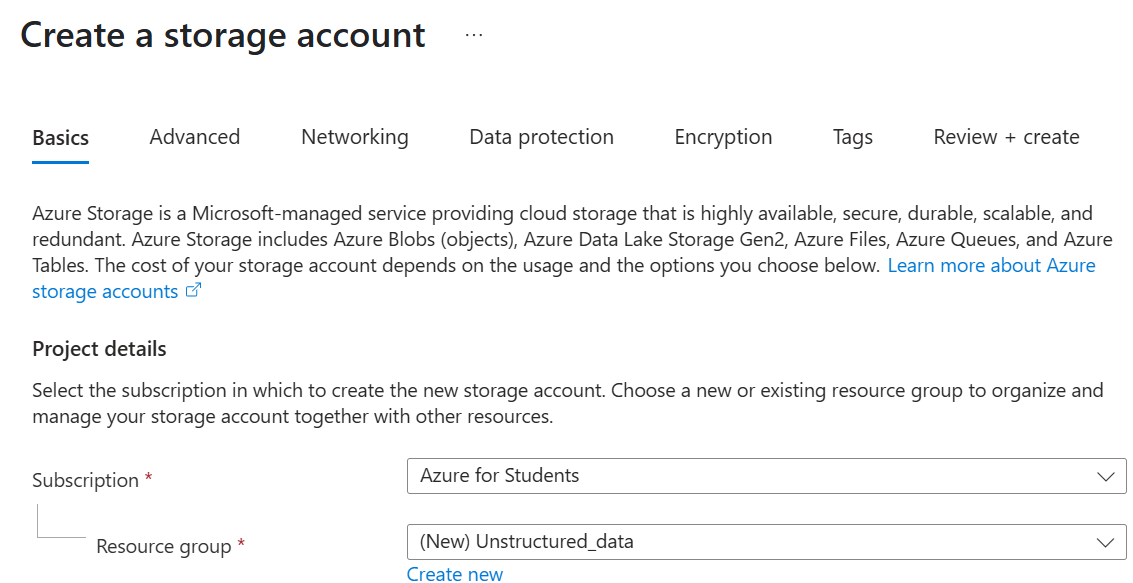 Create a storage account ...
Basics Advanced Networking Data protection Encryption Tags Review + create
Azure Storage is a Microsoft-managed service providing cloud storage that is highly available, secure, durable, scalable, and
redundant. Azure Storage includes Azure Blobs (objects), Azure Data Lake Storage Gen2, Azure Files, Azure Queues, and Azure
Tables. The cost of your storage account depends on the usage and the options you choose below. Learn more about Azure
storage accounts
Project details
Select the subscription in which to create the new storage account. Choose a new or existing resource group to organize and
manage your storage account together with other resources.
Subscription * Azure for Students
Resource group * (New) Unstructured_data
Create new